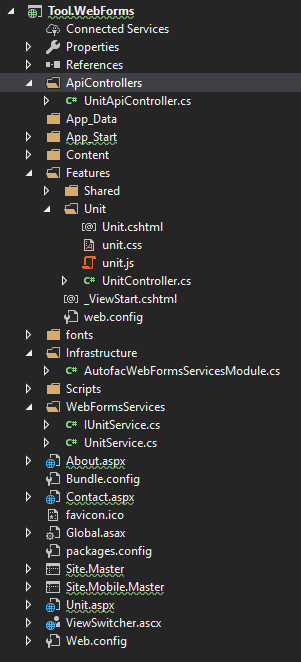 Tool.WebForms
Connected Services
Properties
References
ApiControllers
C# UnitApiController.cs
App_Data
App_Start
Content
Features
Shared
Unit
[@] Unit.cshtml
unit.css
unit.js
C# UnitController.cs
[@] _ViewStart.cshtml
web.config
fonts
Infrastructure
C# AutofacWebFormsServicesModule.cs
Scripts
WebFormsServices
C# IUnitService.cs
C# UnitService.cs
About.aspx
Bundle.config
Contact.aspx
favicon.ico
Global.asax
packages.config
Site.Master
Site.Mobile.Master
Unit.aspx
ViewSwitcher.ascx
Web.config